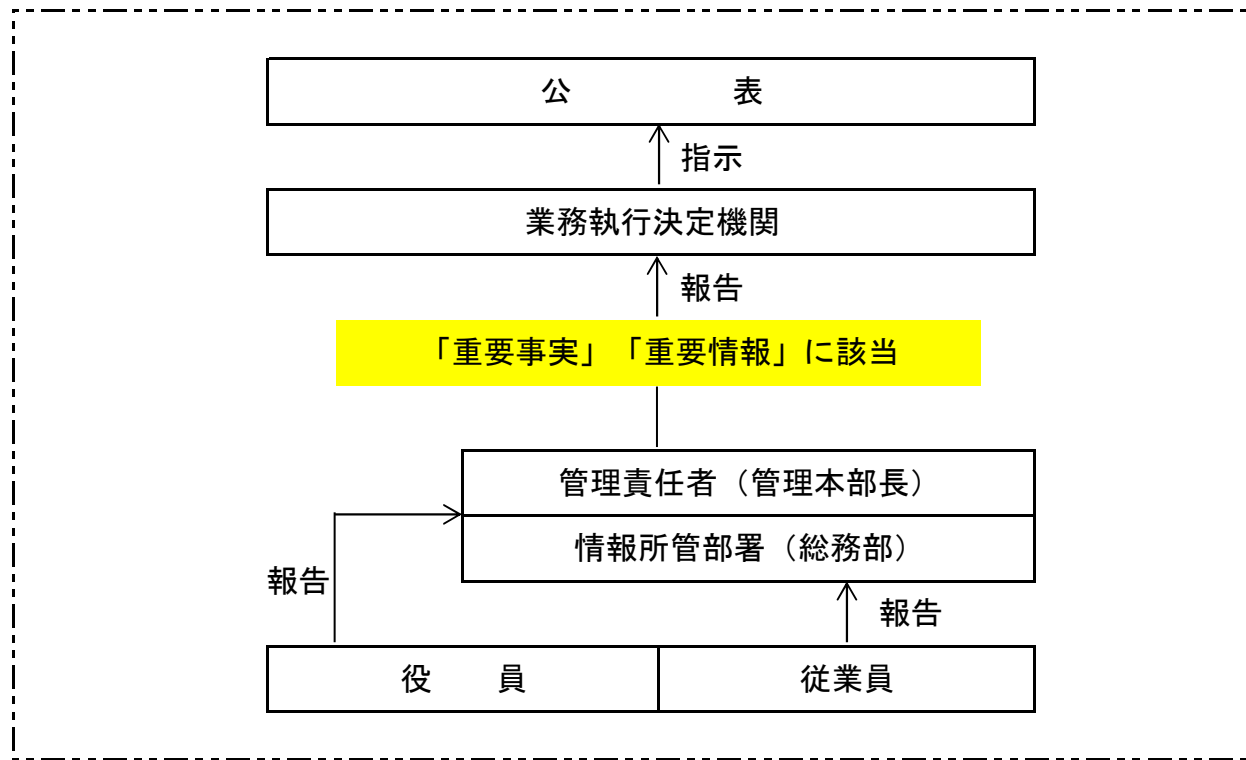 公　　　　　表
指示
業務執行決定機関
報告
「重要事実」「重要情報」に該当
管理責任者（管理本部長）
情報所管部署（総務部）
報告
報告
役　　員
従業員